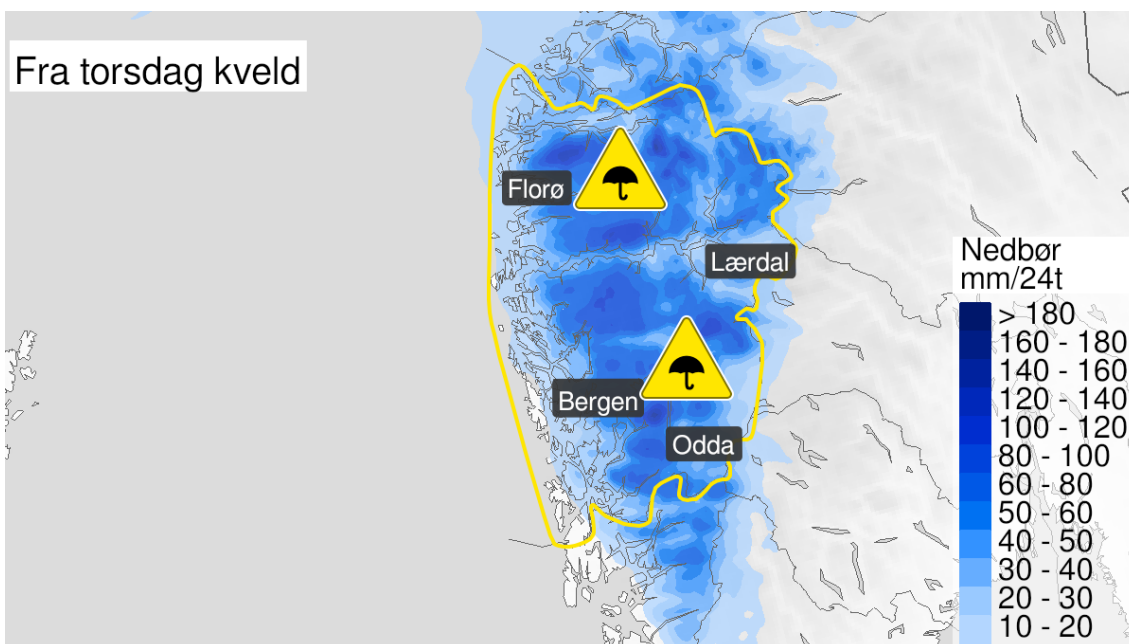 Fra torsdag kveld
Florø
Lærdal
Bergen
Odda
Nedbør
mm/24t
> 180
160 - 180
140 - 160
120 - 140
100 - 120
80 - 100
60 - 80
50 - 60
40 - 50
30 - 40
20 - 30
10 - 20